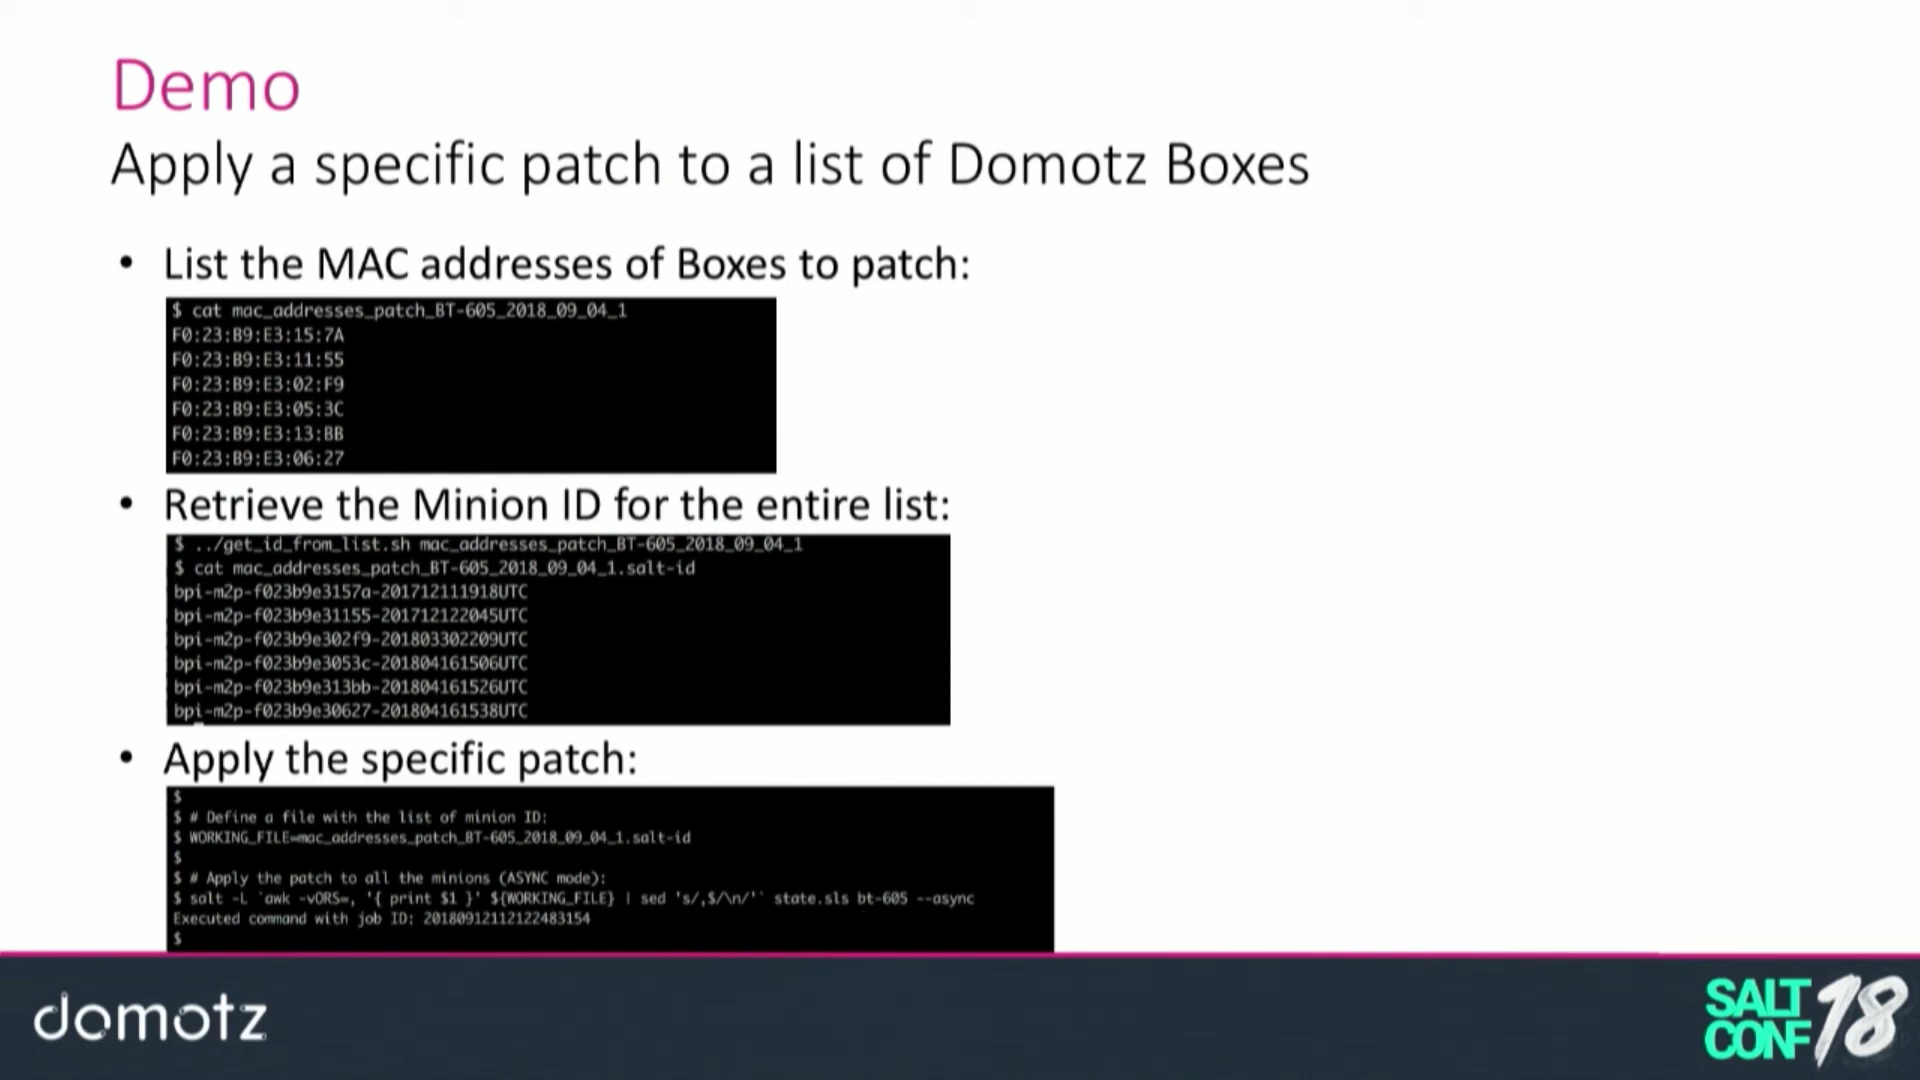 Demo
Apply a specific patch to a list of Domotz Boxes
• List the MAC addresses of Boxes to patch:
$ cat mac_addresses_patch_BT-605_2018_09_04_1
F0:23:B9:E3:15:7A
F0:23:B9:E3:11:55
F0:23:B9:E3:02:F9
F0:23:B9:E3:05:3C
F0:23:B9:E3:13:BB
F0:23:B9:E3:06:27
• Retrieve the Minion ID for the entire list:
$ ../get_id_from_list.sh mac_addresses_patch_BT-605_2018_09_04_1
$ cat mac_addresses_patch_BT-605_2018_09_04_1.salt-id
bpi-m2p-f023b9e3157a-201712111918UTC
bpi-m2p-f023b9e31155-201712122045UTC
bpi-m2p-f023b9e302f9-201803302209UTC
bpi-m2p-f023b9e3053c-201804161506UTC
bpi-m2p-f023b9e313bb-201804161526UTC
bpi-m2p-f023b9e30627-201804161538UTC
• Apply the specific patch:
$
$ # Define a file with the list of minion ID:
$ WORKING_FILE=mac_addresses_patch_BT-605_2018_09_04_1.salt-id
$
$ # Apply the patch to all the minions (ASYNC mode):
$ salt -L `awk -vORS=, '{ print $1 }' ${WORKING_FILE} | sed 's/,$/\n/'` state.sls bt-605 --async
Executed command with job ID: 20180912112122483154
$
domotz
SALT
CONF
18